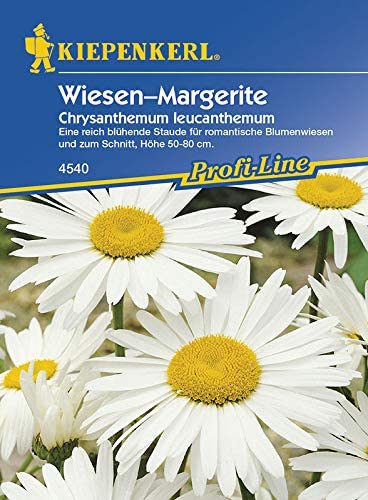 KIEPENKERL®
Wiesen–Margerite
Chrysanthemum leucanthemum
Eine reich blühende Staude für romantische Blumenwiesen
und zum Schnitt, Höhe 50-80 cm.
4540
Profi-Line